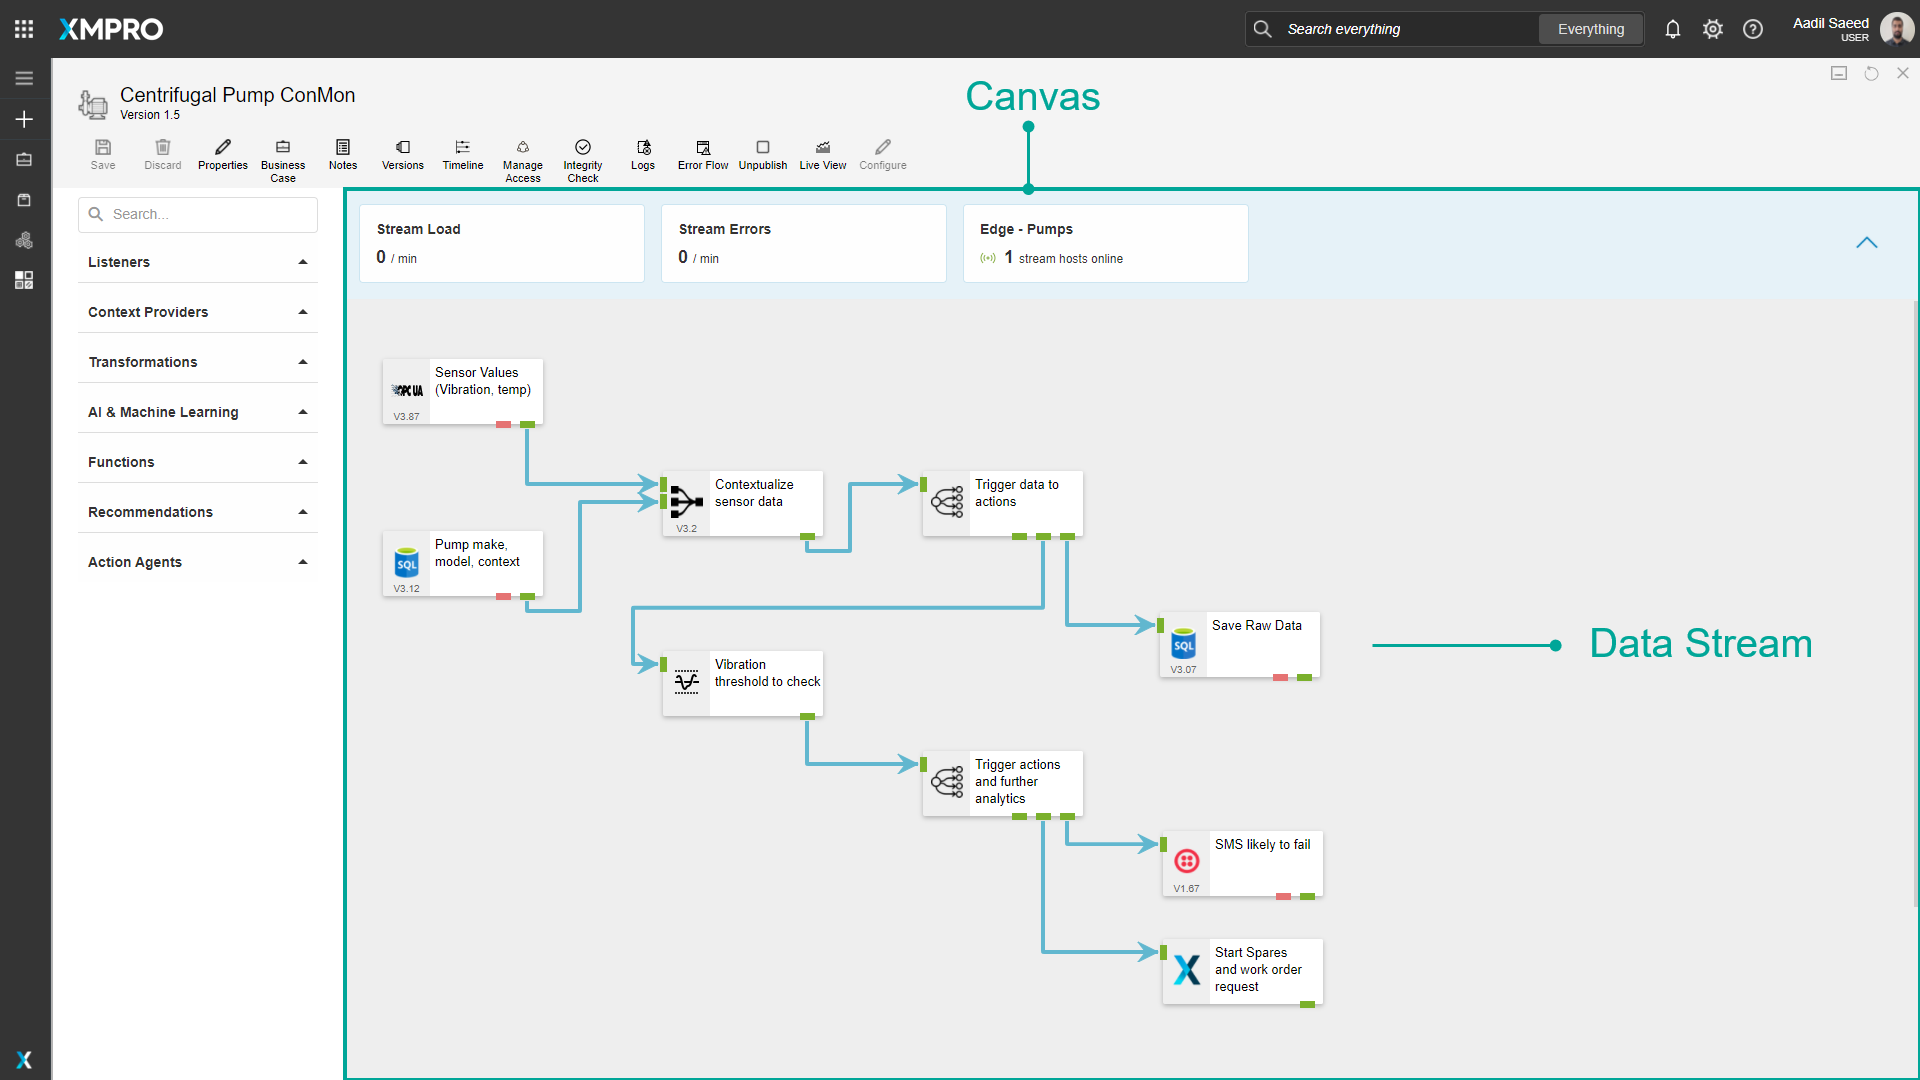 XMPRO
Search everything
Everything
Aadil Saeed
USER
Centrifugal Pump ConMon
Version 1.5
Canvas
Save
Discard
Properties
Business
Case
Notes
Versions
Timeline
Manage
Access
Integrity
Check
Logs
Error Flow
Unpublish
Live View
Configure
Search...
Listeners
Context Providers
Transformations
AI & Machine Learning
Functions
Recommendations
Action Agents
Stream Load
0 / min
Stream Errors
0 / min
Edge - Pumps
1 stream hosts online
Sensor Values
(Vibration, temp)
OPC UA
V3.87
Contextualize
sensor data
V3.2
Trigger data to
actions
Pump make,
model, context
SQL
V3.12
Save Raw Data
SQL
V3.07
Data Stream
Vibration
threshold to check
Trigger actions
and further
analytics
SMS likely to fail
V1.67
Start Spares
and work order
request